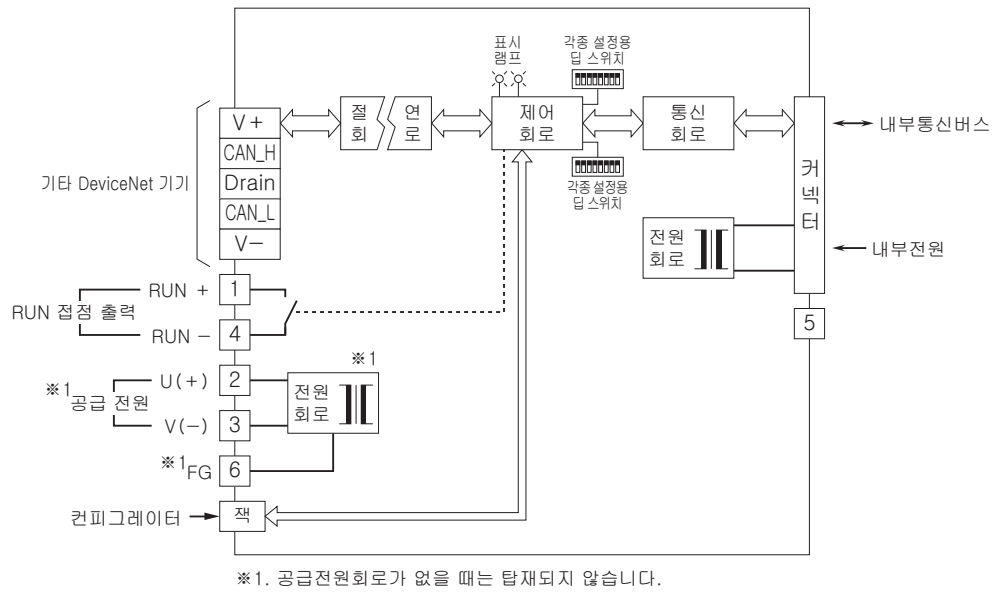 표시
램프
각종 설정용
딥 스위치
V+
절 연
회 로
제어
회로
통신
회로
내부통신버스
CAN_H
기타 DeviceNet 기기
Drain
각종 설정용
딥 스위치
커넥터
CAN_L
V−
전원
회로
내부전원
RUN +
1
RUN 접점 출력
RUN −
4
5
※1
※1 공급 전원
U(+)
2
V(−)
3
전원
회로
※1 FG
6
컨피그레이터
잭
※1. 공급전원회로가 없을 때는 탑재되지 않습니다.